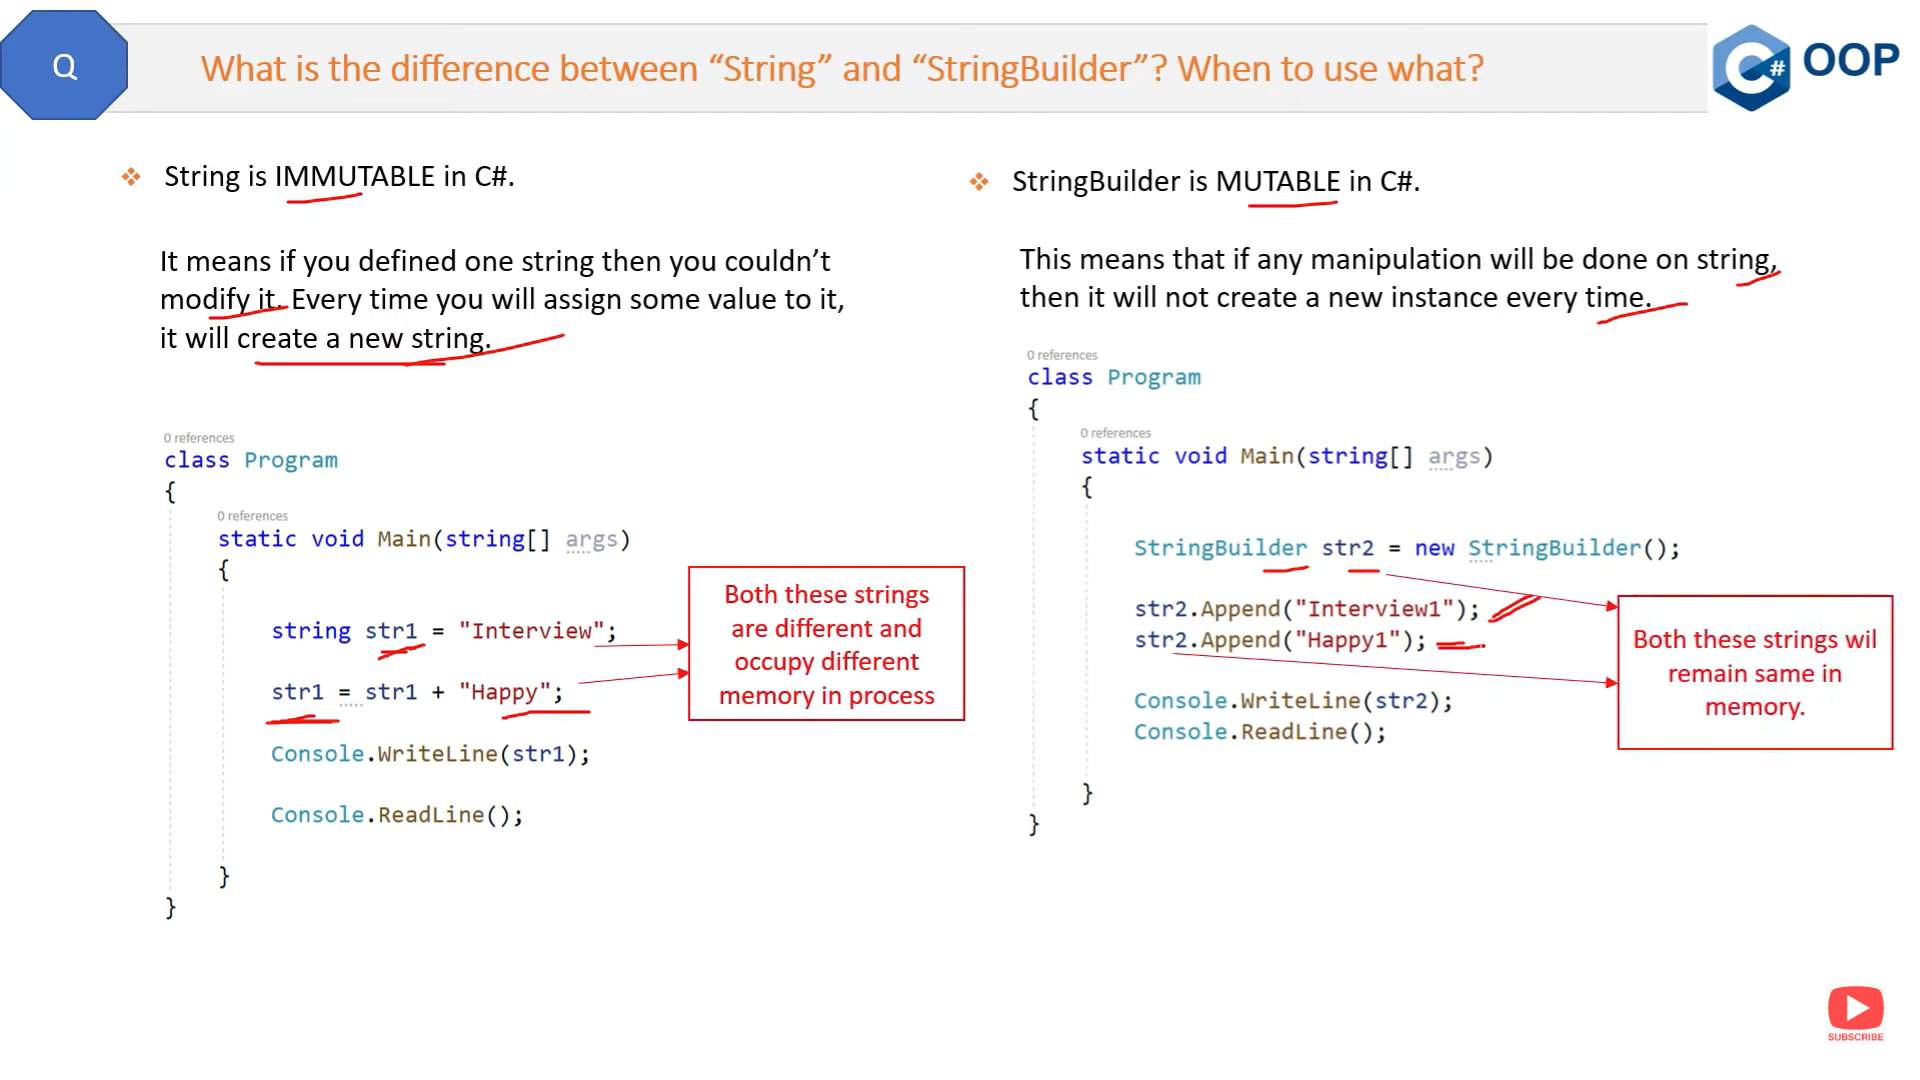 Q
What is the difference between “String” and “StringBuilder”? When to use what?
C# OOP
String is IMMUTABLE in C#.
It means if you defined one string then you couldn’t
modify it. Every time you will assign some value to it,
it will create a new string.
0 references
class Program
{
0 references
static void Main(string[] args)
{
string str1 = "Interview";
str1 = str1 + "Happy";
Console.WriteLine(str1);
Console.ReadLine();
}
}
Both these strings
are different and
occupy different
memory in process
StringBuilder is MUTABLE in C#.
This means that if any manipulation will be done on string,
then it will not create a new instance every time.
0 references
class Program
{
0 references
static void Main(string[] args)
{
StringBuilder str2 = new StringBuilder();
str2.Append("Interview1");
str2.Append("Happy1");
Console.WriteLine(str2);
Console.ReadLine();
}
}
Both these strings wil
remain same in
memory.
SUBSCRIBE